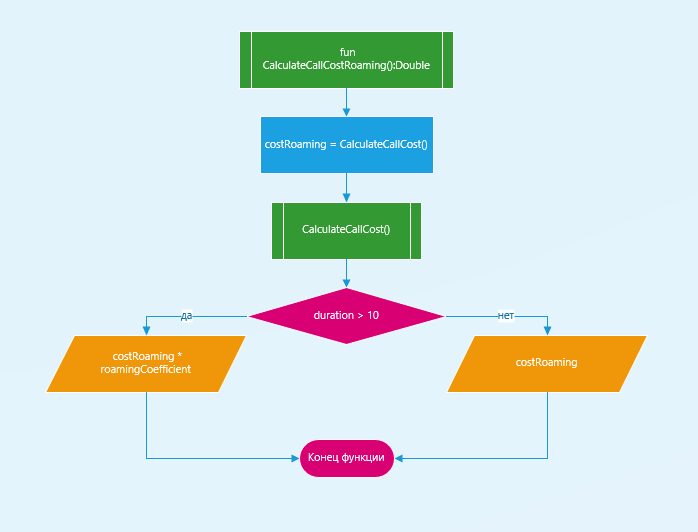 fun
CalculateCallCostRoaming():Double
costRoaming = CalculateCallCost()
CalculateCallCost()
duration > 10
да
нет
costRoaming *
roamingCoefficient
costRoaming
Конец функции